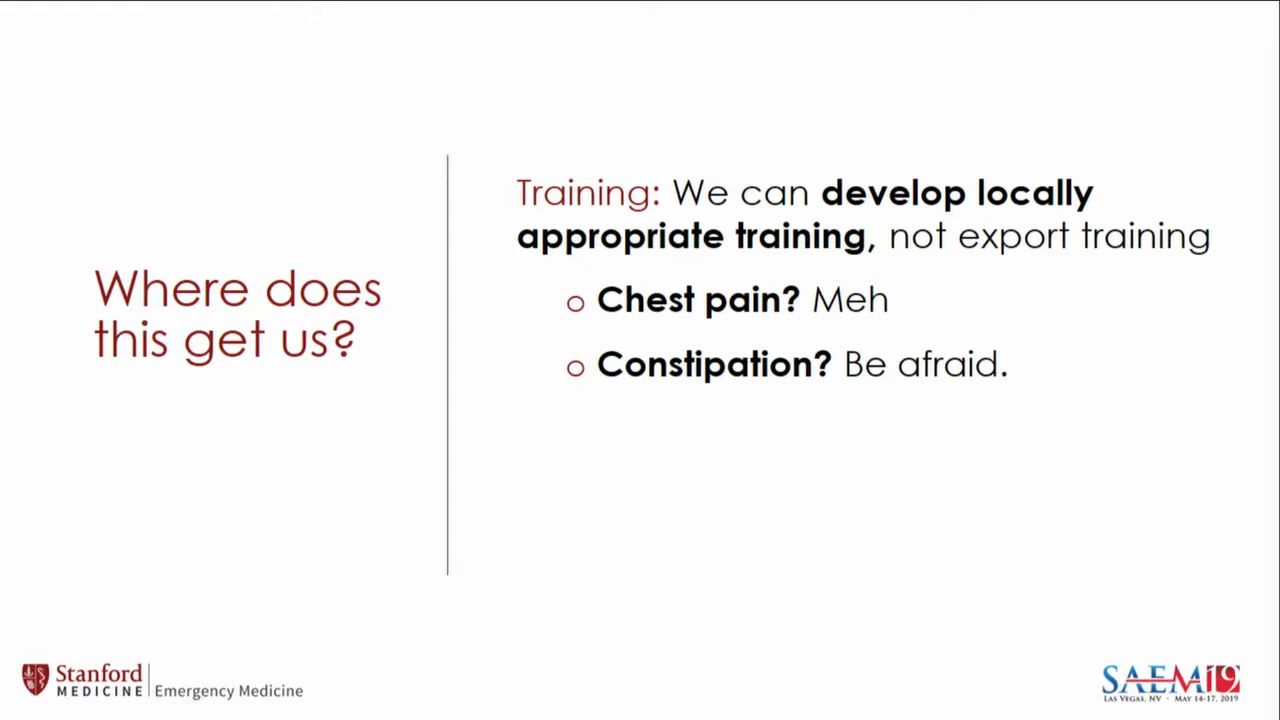 Where does
this get us?
Training: We can develop locally
appropriate training, not export training
o Chest pain? Meh
o Constipation? Be afraid.
Stanford
MEDICINE
Emergency Medicine
SAEM19
LAS VEGAS, NV • MAY 14-17, 2019